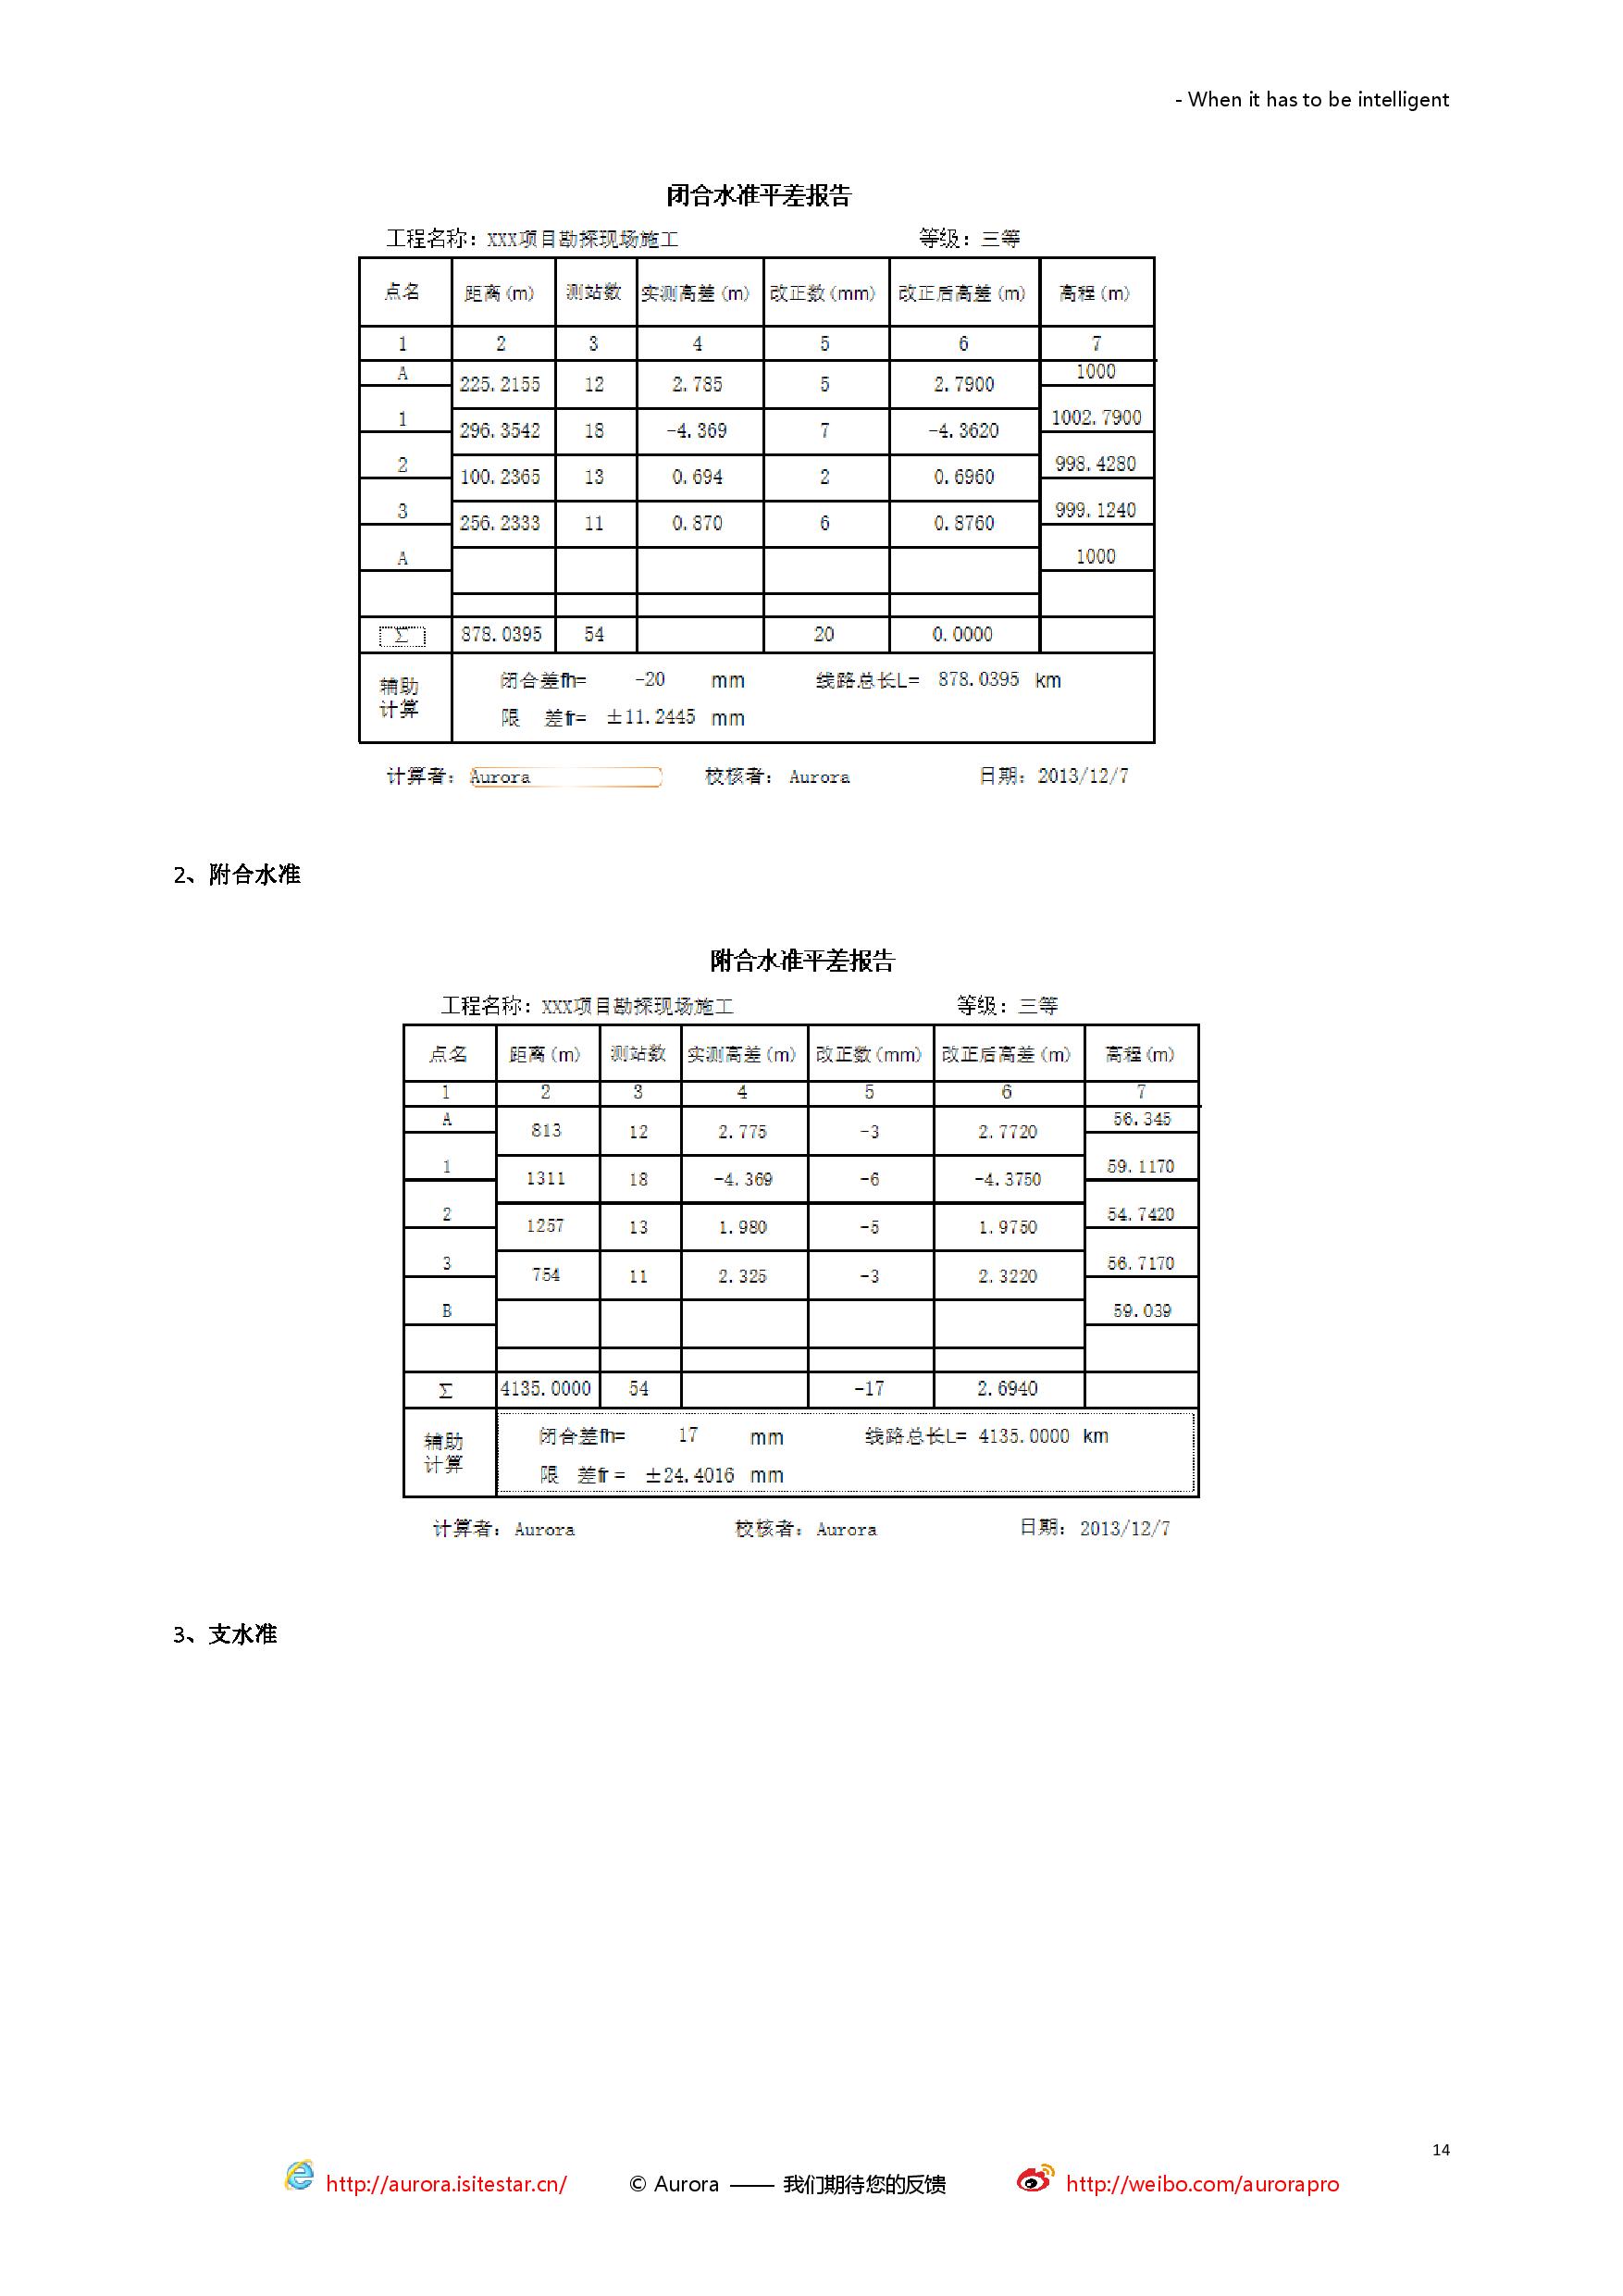 - When it has to be intelligent
闭合水准平差报告
工程名称：XXX项目勘探现场施工 等级：三等
点名 距离(m) 测站数 实测高差(m) 改正数(mm) 改正后高差(m) 高程(m)
1 2 3 4 5 6 7
A 1000
225.2155 12 2.785 5 2.7900
1 1002.7900
296.3542 18 -4.369 7 -4.3620
2 998.4280
100.2365 13 0.694 2 0.6960
3 999.1240
256.2333 11 0.870 6 0.8760
A 1000
Σ 878.0395 54 20 0.0000
辅助计算
闭合差fh= -20 mm 线路总长L= 878.0395 km
限 差fr= ±11.2445 mm
计算者：Aurora 校核者：Aurora 日期：2013/12/7
2、附合水准
附合水准平差报告
工程名称：XXX项目勘探现场施工 等级：三等
点名 距离(m) 测站数 实测高差(m) 改正数(mm) 改正后高差(m) 高程(m)
1 2 3 4 5 6 7
A 56.345
813 12 2.775 -3 2.7720
1 59.1170
1311 18 -4.369 -6 -4.3750
2 54.7420
1257 13 1.980 -5 1.9750
3 56.7170
754 11 2.325 -3 2.3220
B 59.039
Σ 4135.0000 54 -17 2.6940
辅助计算
闭合差fh= 17 mm 线路总长L= 4135.0000 km
限 差fr = ±24.4016 mm
计算者：Aurora 校核者：Aurora 日期：2013/12/7
3、支水准
14
http://aurora.isitestar.cn/ © Aurora —— 我们期待您的反馈 http://weibo.com/aurorapro